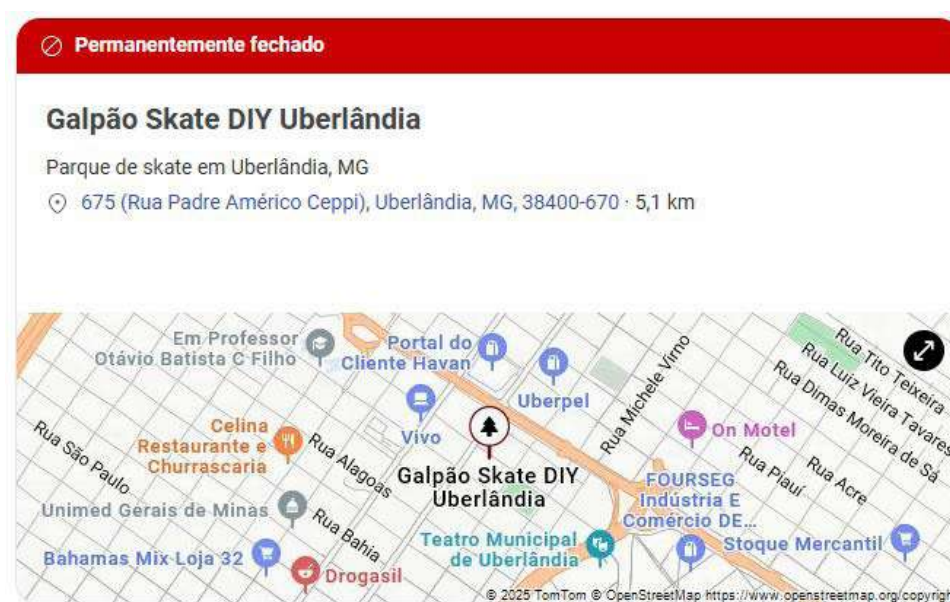 Permanentemente fechado
Galpão Skate DIY Uberlândia
Parque de skate em Uberlândia, MG
675 (Rua Padre Américo Ceppi), Uberlândia, MG, 38400-670 · 5,1 km
Em Professor
Otávio Batista C Filho
Portal do
Cliente Havan
Uberpel
Vivo
Celina
Restaurante e
Churrascaria
Rua São Paulo
Rua Alagoas
Galpão Skate DIY
Uberlândia
Rua Michele Virno
On Motel
Rua Tito Teixeira
Rua Luiz Vieira Tavares
Rua Dimas Moreira de Sá
Rua Piauí
Rua Acre
FOURSEG
Indústria E
Comércio DE...
Unimed Gerais de Minas
Rua Bahia
Teatro Municipal
de Uberlândia
Stoque Mercantil
Bahamas Mix Loja 32
Drogasil
© 2025 TomTom © OpenStreetMap https://www.openstreetmap.org/copyrig